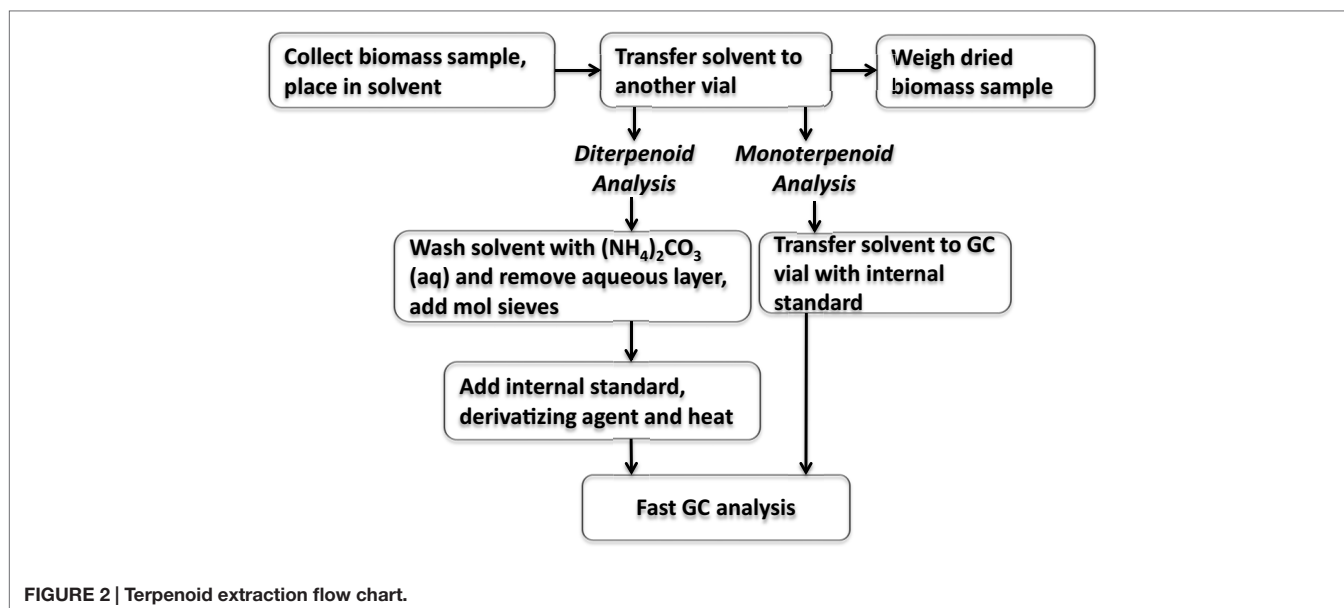 Collect biomass sample,
place in solvent
Transfer solvent to
another vial
Weigh dried
biomass sample
Diterpenoid
Analysis
Monoterpenoid
Analysis
Wash solvent with (NH₄)₂CO₃
(aq) and remove aqueous layer,
add mol sieves
Transfer solvent to GC
vial with internal
standard
Add internal standard,
derivatizing agent and heat
Fast GC analysis
FIGURE 2 | Terpenoid extraction flow chart.